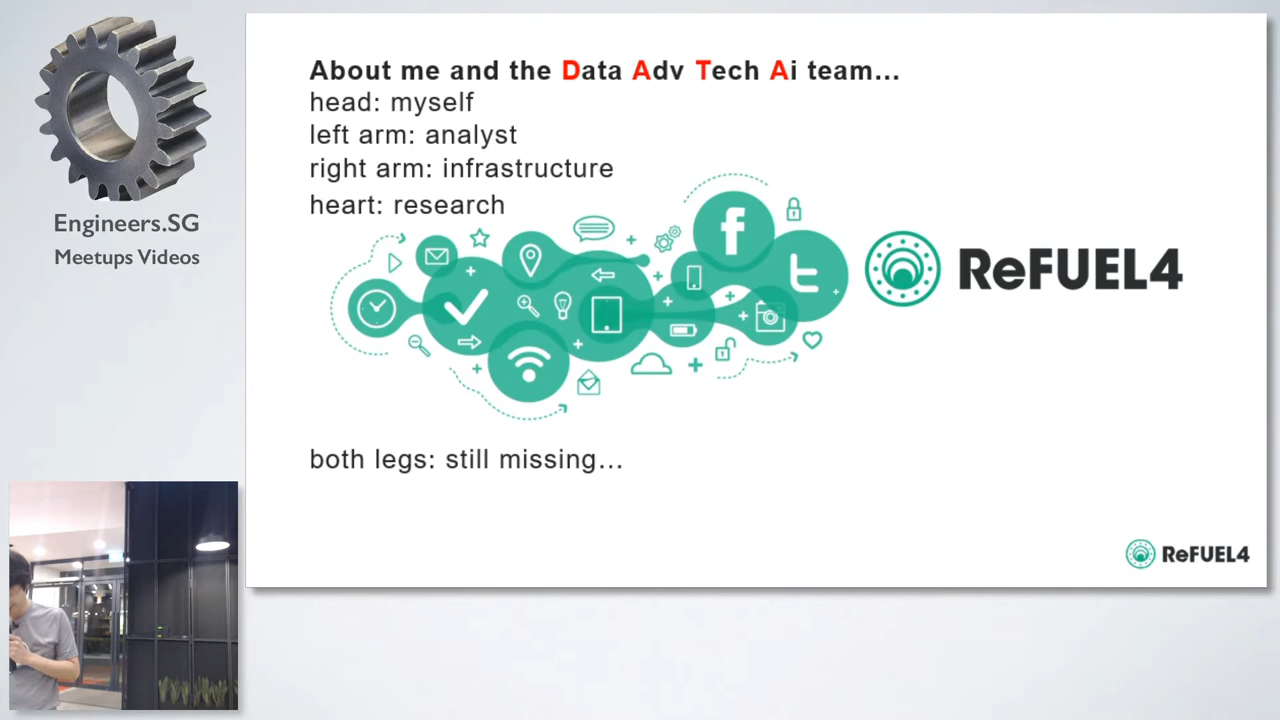 Engineers.SG
Meetups Videos
About me and the Data Adv Tech Ai team...
head: myself
left arm: analyst
right arm: infrastructure
heart: research
ReFUEL4
both legs: still missing...
ReFUEL4